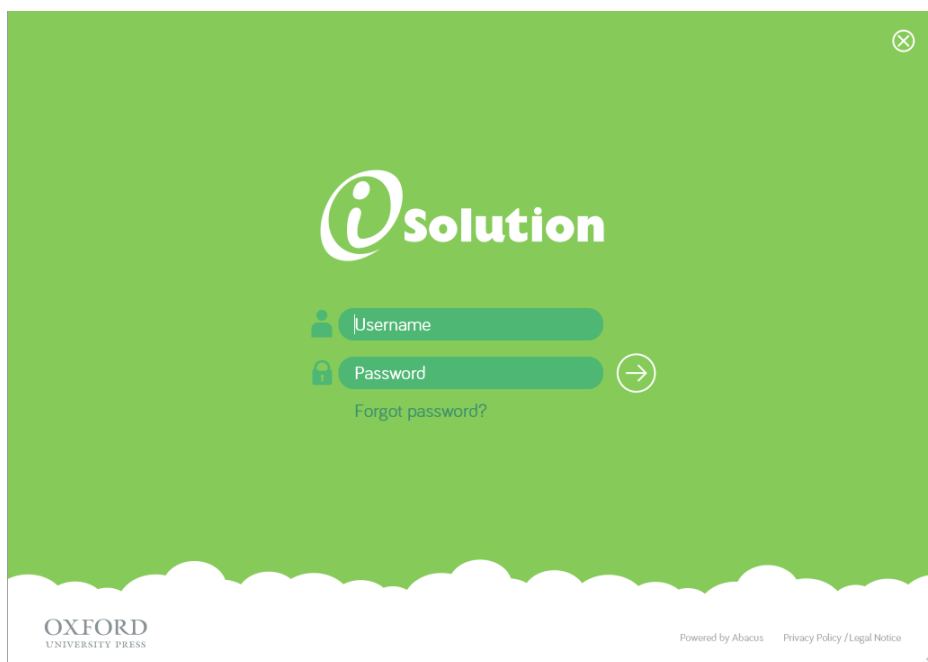 iSolution
Username
Password
Forgot password?
OXFORD
UNIVERSITY PRESS
Powered by Abacus Privacy Policy / Legal Notice